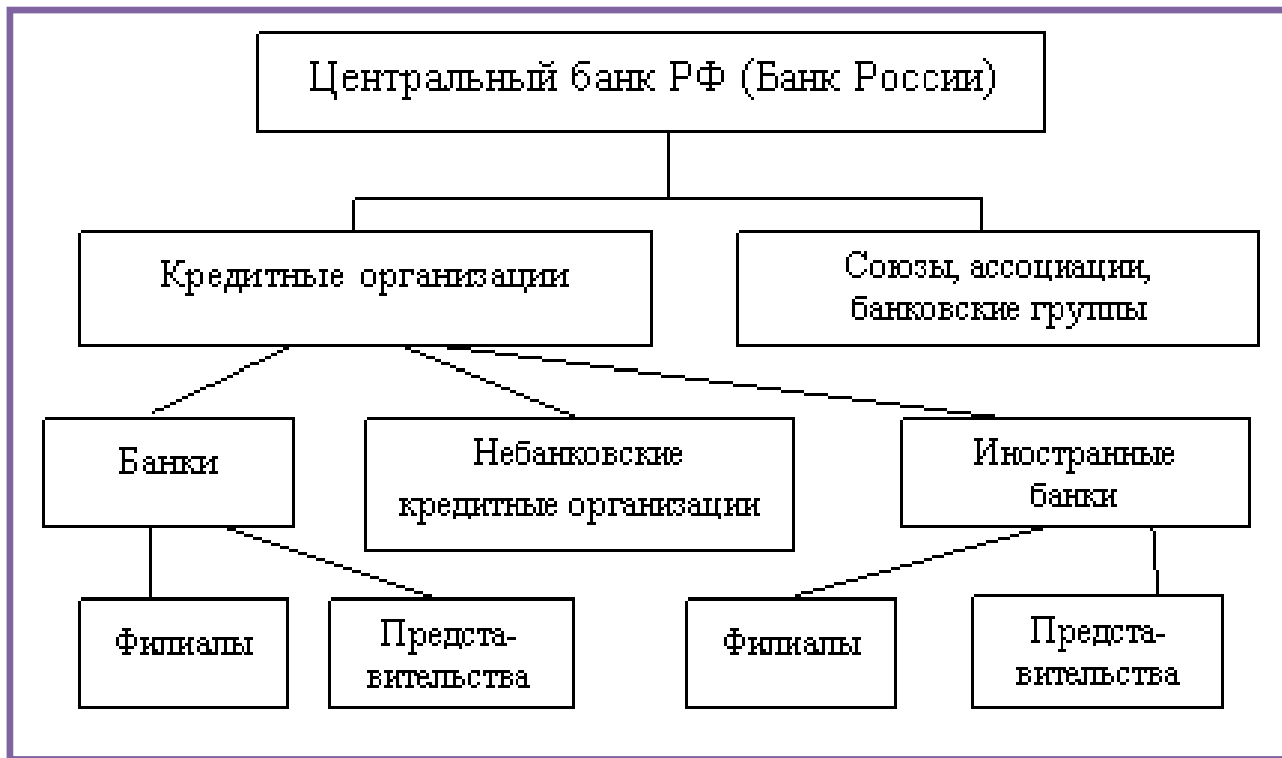 Центральный банк РФ (Банк России)
Кредитные организации
Союзы, ассоциации,
банковские группы
Банки
Небанковские
кредитные организации
Иностранные
банки
Филиалы
Предста-
вительства
Филиалы
Предста-
вительства